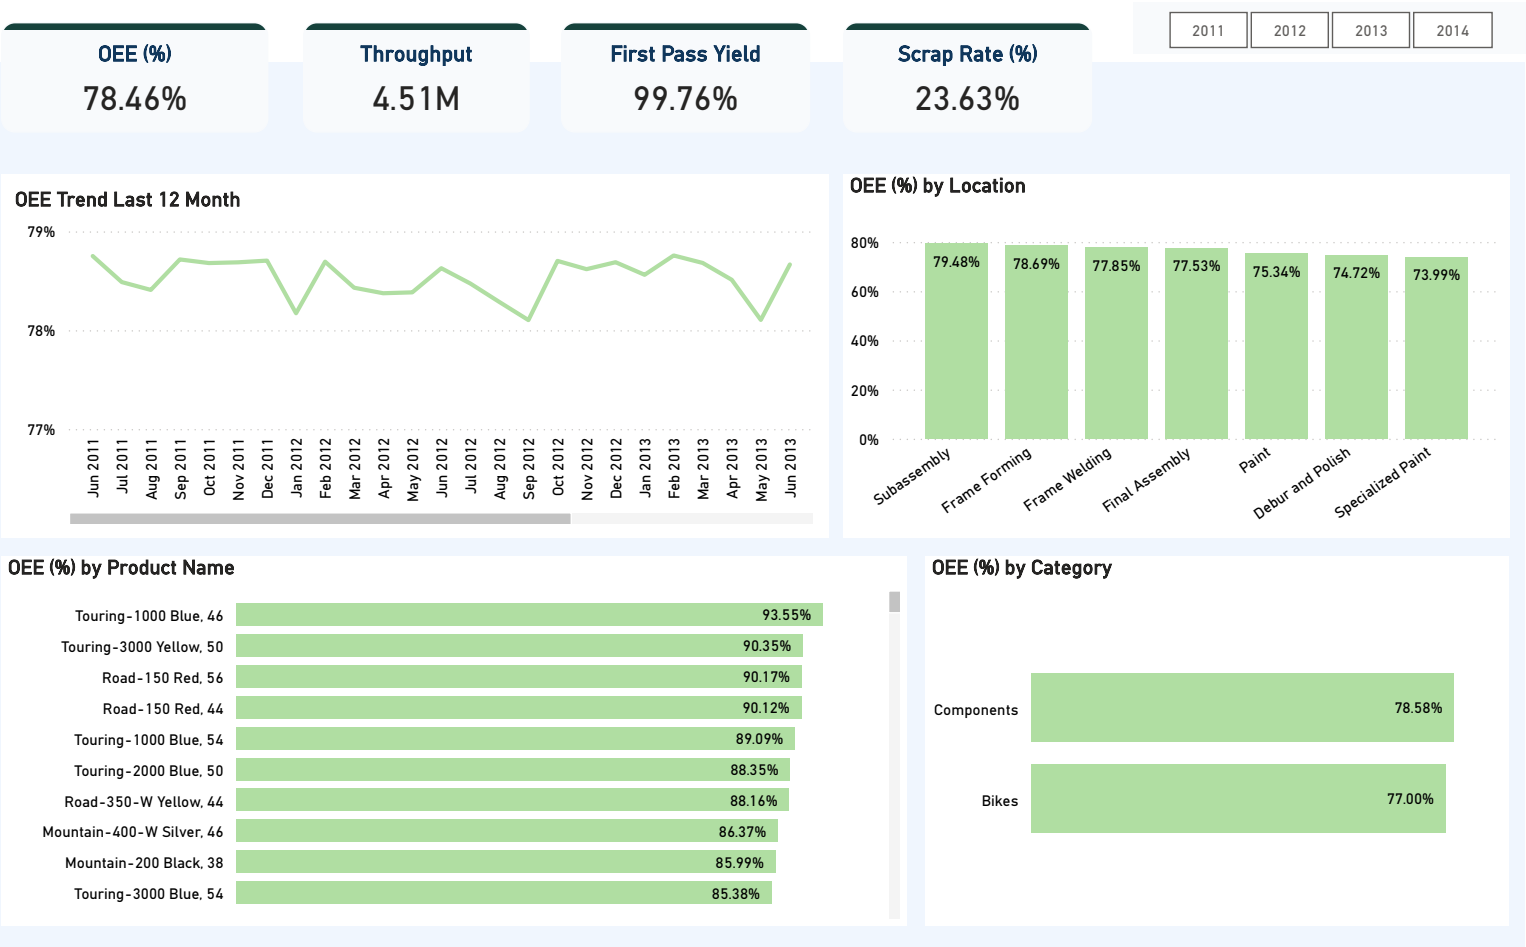 OEE (%)
78.46%
Throughput
4.51M
First Pass Yield
99.76%
Scrap Rate (%)
23.63%
2011
2012
2013
2014
OEE Trend Last 12 Month
79%
78%
77%
Jun 2011
Jul 2011
Aug 2011
Sep 2011
Oct 2011
Nov 2011
Dec 2011
Jan 2012
Feb 2012
Mar 2012
Apr 2012
May 2012
Jun 2012
Jul 2012
Aug 2012
Sep 2012
Oct 2012
Nov 2012
Dec 2012
Jan 2013
Feb 2013
Mar 2013
Apr 2013
May 2013
Jun 2013
OEE (%) by Location
80%
60%
40%
20%
0%
79.48%
78.69%
77.85%
77.53%
75.34%
74.72%
73.99%
Subassembly
Frame Forming
Frame Welding
Final Assembly
Paint
Debur and Polish
Specialized Paint
OEE (%) by Product Name
Touring-1000 Blue, 46 93.55%
Touring-3000 Yellow, 50 90.35%
Road-150 Red, 56 90.17%
Road-150 Red, 44 90.12%
Touring-1000 Blue, 54 89.09%
Touring-2000 Blue, 50 88.35%
Road-350-W Yellow, 44 88.16%
Mountain-400-W Silver, 46 86.37%
Mountain-200 Black, 38 85.99%
Touring-3000 Blue, 54 85.38%
OEE (%) by Category
Components 78.58%
Bikes 77.00%